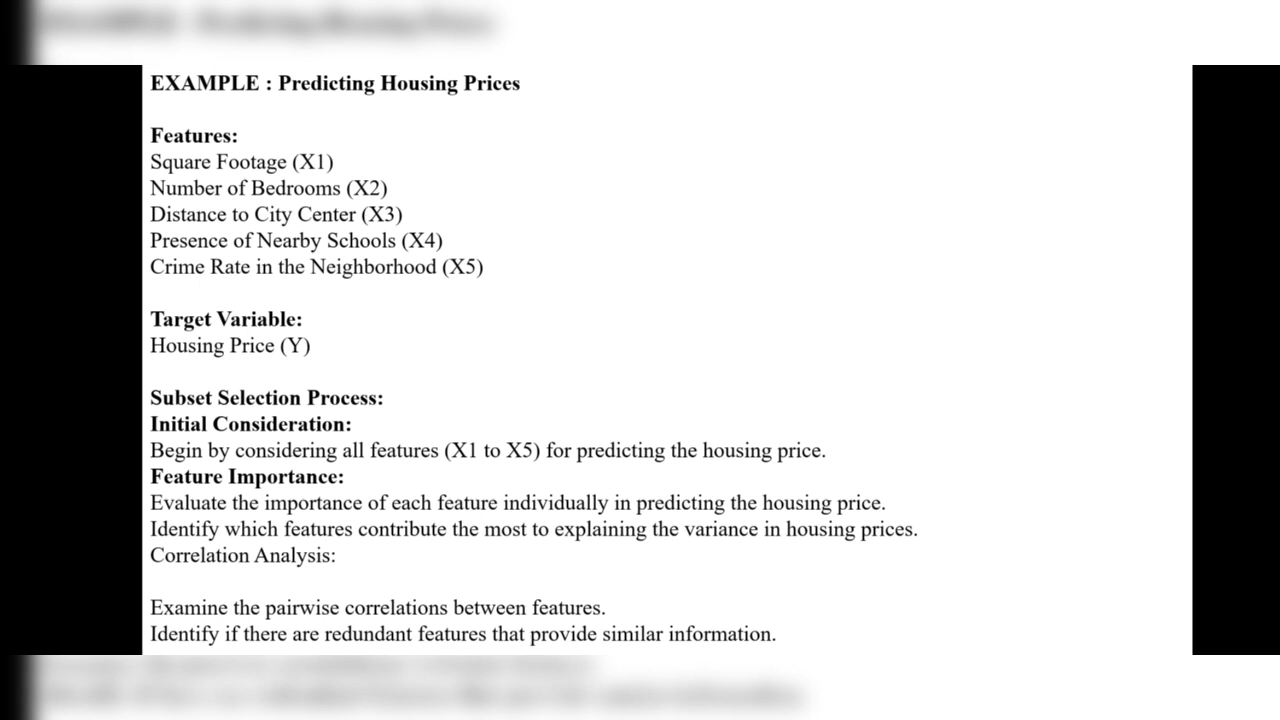 EXAMPLE : Predicting Housing Prices
Features:
Square Footage (X1)
Number of Bedrooms (X2)
Distance to City Center (X3)
Presence of Nearby Schools (X4)
Crime Rate in the Neighborhood (X5)
Target Variable:
Housing Price (Y)
Subset Selection Process:
Initial Consideration:
Begin by considering all features (X1 to X5) for predicting the housing price.
Feature Importance:
Evaluate the importance of each feature individually in predicting the housing price.
Identify which features contribute the most to explaining the variance in housing prices.
Correlation Analysis:
Examine the pairwise correlations between features.
Identify if there are redundant features that provide similar information.